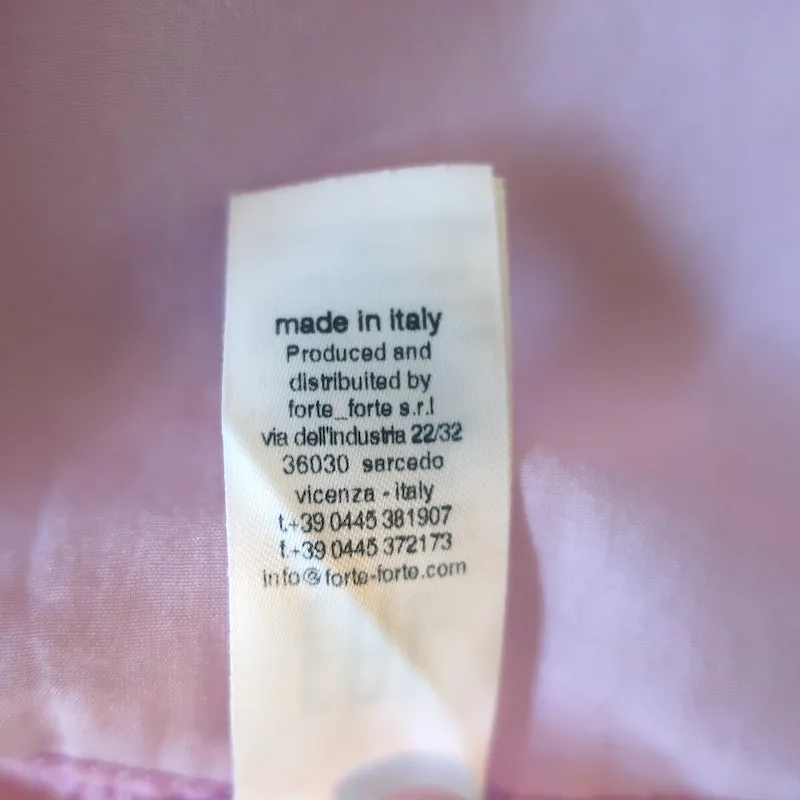 made in italy
Produced and
distribuited by
forte_forte s.r.l
via dell'industria 22/32
36030 sarcedo
vicenza - italy
t.+39 0445 381907
f.+39 0445 372173
info@forte-forte.com